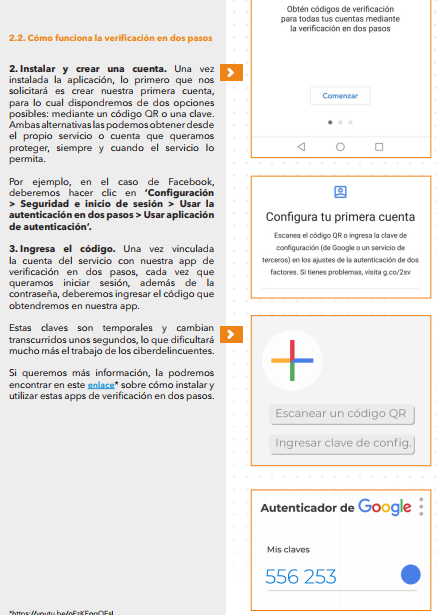 2.2. Cómo funciona la verificación en dos pasos
2. Instalar y crear una cuenta. Una vez
instalada la aplicación, lo primero que nos
solicitará es crear nuestra primera cuenta,
para lo cual dispondremos de dos opciones
posibles: mediante un código QR o una clave.
Ambas alternativas las podemos obtener desde
el propio servicio o cuenta que queramos
proteger, siempre y cuando el servicio lo
permita.
Por ejemplo, en el caso de Facebook,
deberemos hacer clic en ‘Configuración
> Seguridad e inicio de sesión > Usar la
autenticación en dos pasos > Usar aplicación
de autenticación’.
3. Ingresa el código. Una vez vinculada
la cuenta del servicio con nuestra app de
verificación en dos pasos, cada vez que
queramos iniciar sesión, además de la
contraseña, deberemos ingresar el código que
obtendremos en nuestra app.
Estas claves son temporales y cambian
transcurridos unos segundos, lo que dificultará
mucho más el trabajo de los ciberdelincuentes.
Si queremos más información, la podremos
encontrar en este enlace* sobre cómo instalar y
utilizar estas apps de verificación en dos pasos.
Obtén códigos de verificación
para todas tus cuentas mediante
la verificación en dos pasos
Comenzar
Configura tu primera cuenta
Escanea el código QR o ingresa la clave de
configuración (de Google o un servicio de
terceros) en los ajustes de la autenticación de dos
factores. Si tienes problemas, visita g.co/2sv
Escanear un código QR
Ingresar clave de config.
Autenticador de Google
Mis claves
556 253